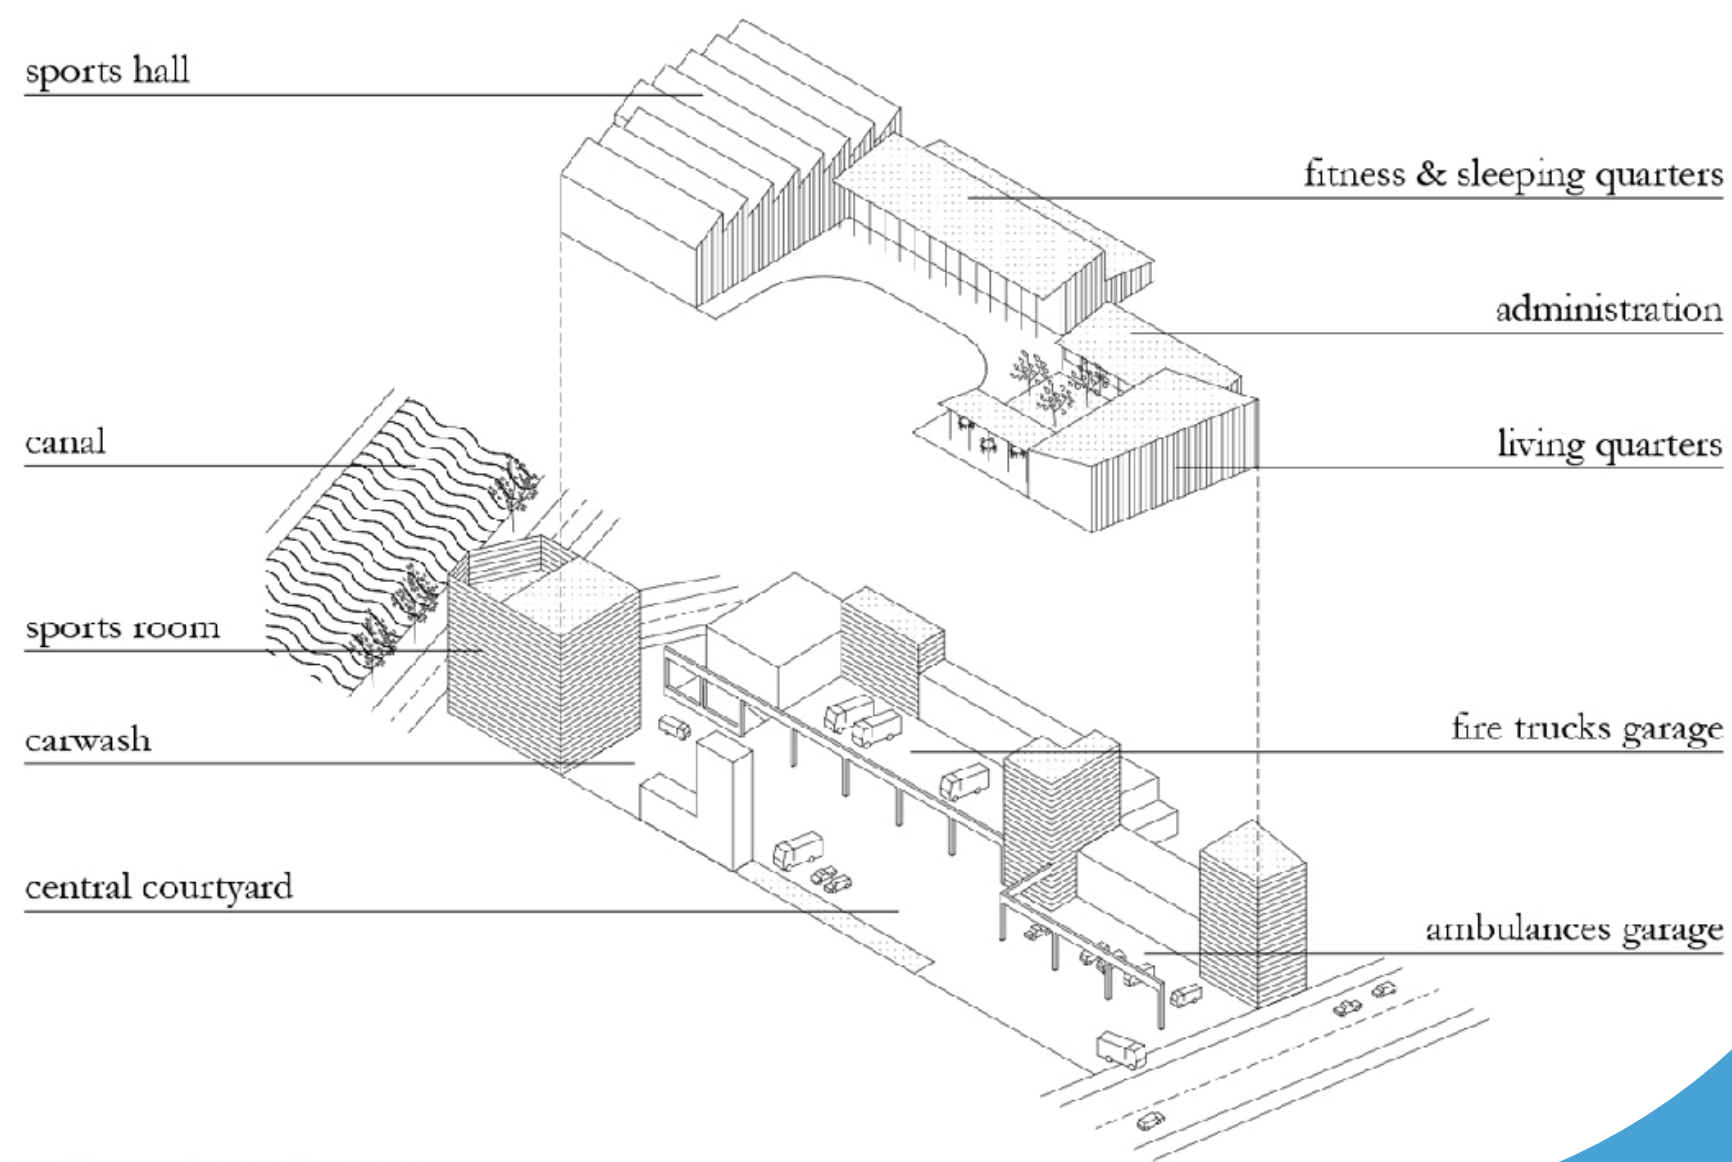 sports hall
fitness & sleeping quarters
administration
canal
living quarters
sports room
carwash
fire trucks garage
central courtyard
ambulances garage